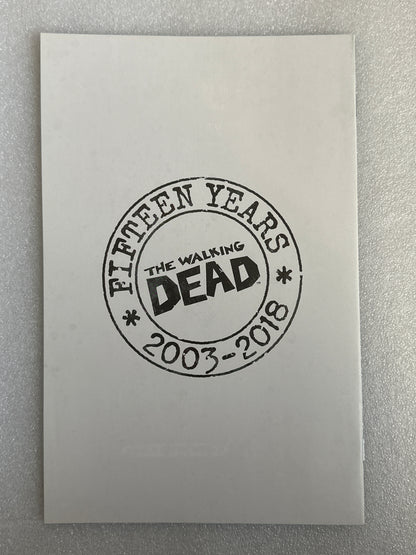 FIFTEEN YEARS
THE WALKING
DEAD
* 2003-2018 *